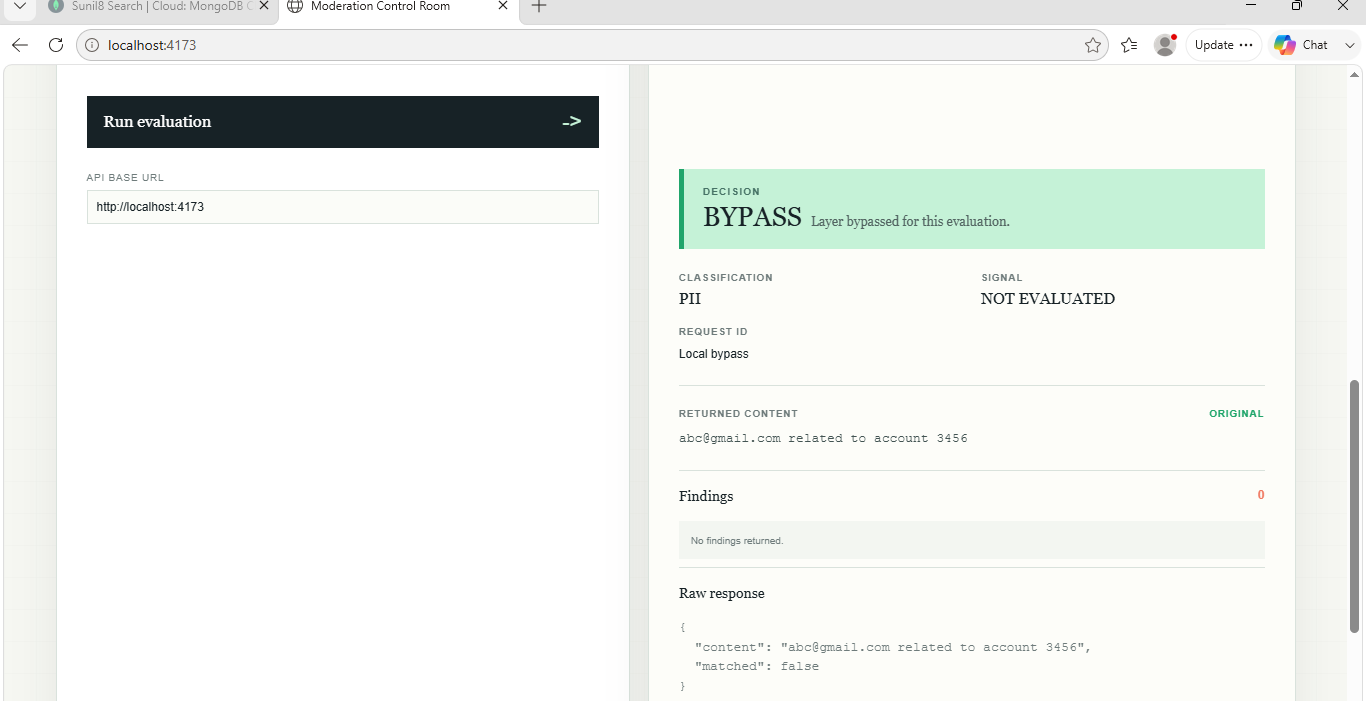 Sunil8 Search | Cloud: MongoDB C
Moderation Control Room
localhost:4173
Update
Chat
Run evaluation ->
API BASE URL
http://localhost:4173
DECISION
BYPASS Layer bypassed for this evaluation.
CLASSIFICATION SIGNAL
PII NOT EVALUATED
REQUEST ID
Local bypass
RETURNED CONTENT ORIGINAL
abc@gmail.com related to account 3456
Findings 0
No findings returned.
Raw response
{
"content": "abc@gmail.com related to account 3456",
"matched": false
}